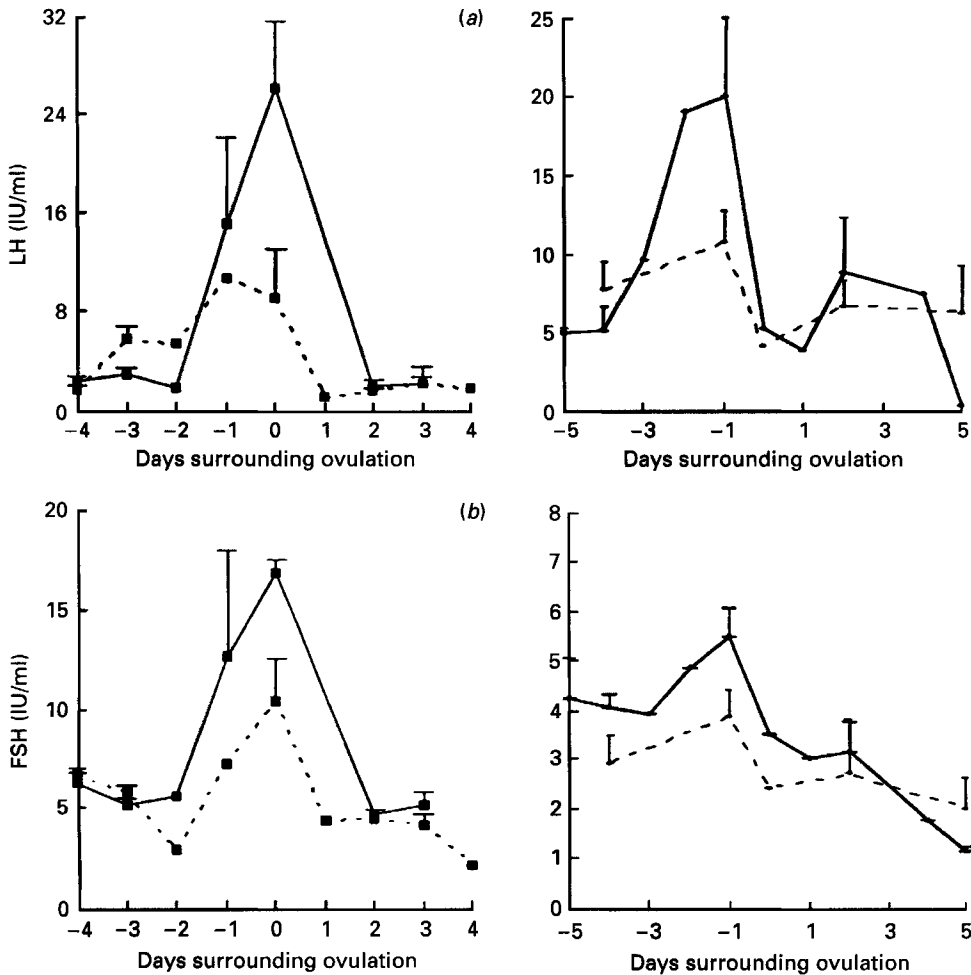 (a)
LH (IU/ml)
32
24
16
8
0
−4 −3 −2 −1 0 1 2 3 4
Days surrounding ovulation
25
20
15
10
5
0
−5 −3 −1 1 3 5
Days surrounding ovulation
(b)
FSH (IU/ml)
20
15
10
5
0
−4 −3 −2 −1 0 1 2 3 4
Days surrounding ovulation
8
7
6
5
4
3
2
1
0
−5 −3 −1 1 3 5
Days surrounding ovulation